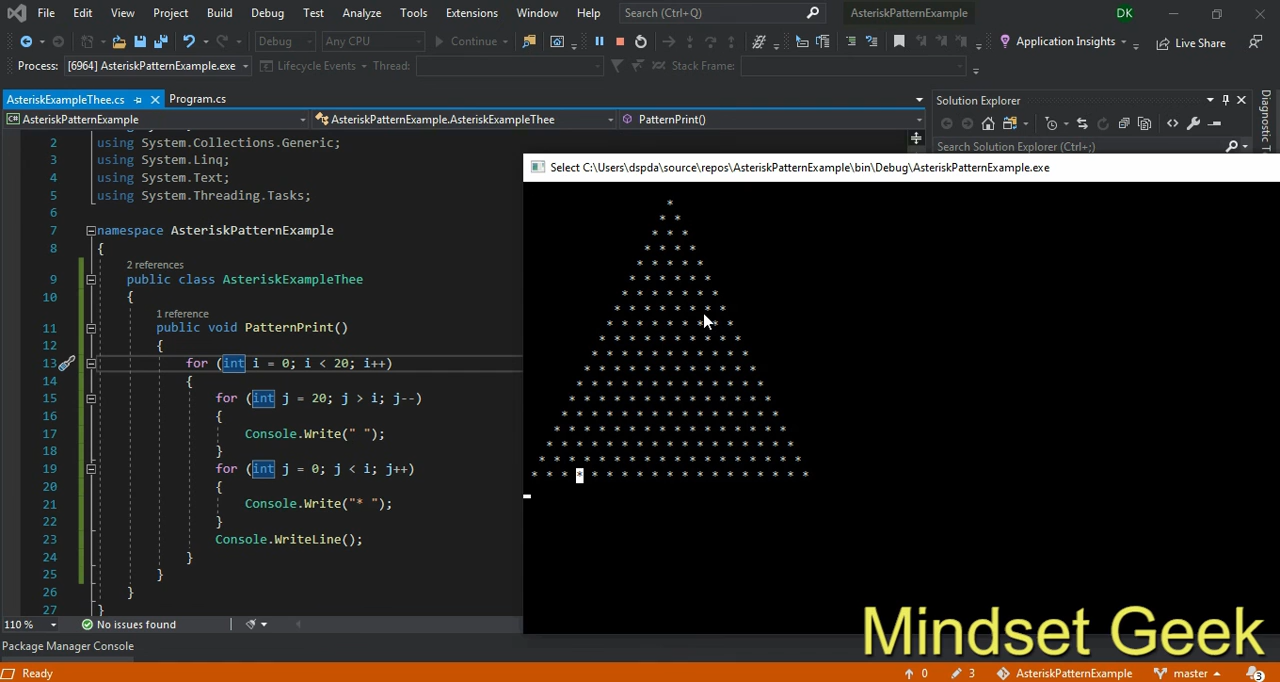 File Edit View Project Build Debug Test Analyze Tools Extensions Window Help Search (Ctrl+Q) AsteriskPatternExample DK
Debug Any CPU Continue Application Insights Live Share
Process: [6964] AsteriskPatternExample.exe Lifecycle Events Thread: Stack Frame:
AsteriskExampleThee.cs Program.cs
Solution Explorer
AsteriskPatternExample AsteriskPatternExample.AsteriskExampleThee PatternPrint()
Search Solution Explorer (Ctrl+;)
Diagnostic T
2 using System.Collections.Generic;
3 using System.Linq;
4 using System.Text;
5 using System.Threading.Tasks;
6
7 namespace AsteriskPatternExample
8 {
2 references
9 public class AsteriskExampleThee
10 {
1 reference
11 public void PatternPrint()
12 {
13 for (int i = 0; i < 20; i++)
14 {
15 for (int j = 20; j > i; j--)
16 {
17 Console.Write(" ");
18 }
19 for (int j = 0; j < i; j++)
20 {
21 Console.Write("* ");
22 }
23 Console.WriteLine();
24 }
25 }
26 }
27 }
Select C:\Users\dspda\source\repos\AsteriskPatternExample\bin\Debug\AsteriskPatternExample.exe
*
* *
* * *
* * * *
* * * * *
* * * * * *
* * * * * * *
* * * * * * * *
* * * * * * * * *
* * * * * * * * * *
* * * * * * * * * * *
* * * * * * * * * * * *
* * * * * * * * * * * * *
* * * * * * * * * * * * * *
* * * * * * * * * * * * * * *
* * * * * * * * * * * * * * * *
* * * * * * * * * * * * * * * * *
* * * * * * * * * * * * * * * * * *
* * * * * * * * * * * * * * * * * * *
110 % No issues found
Mindset Geek
Package Manager Console
Ready 0 3 AsteriskPatternExample master 3